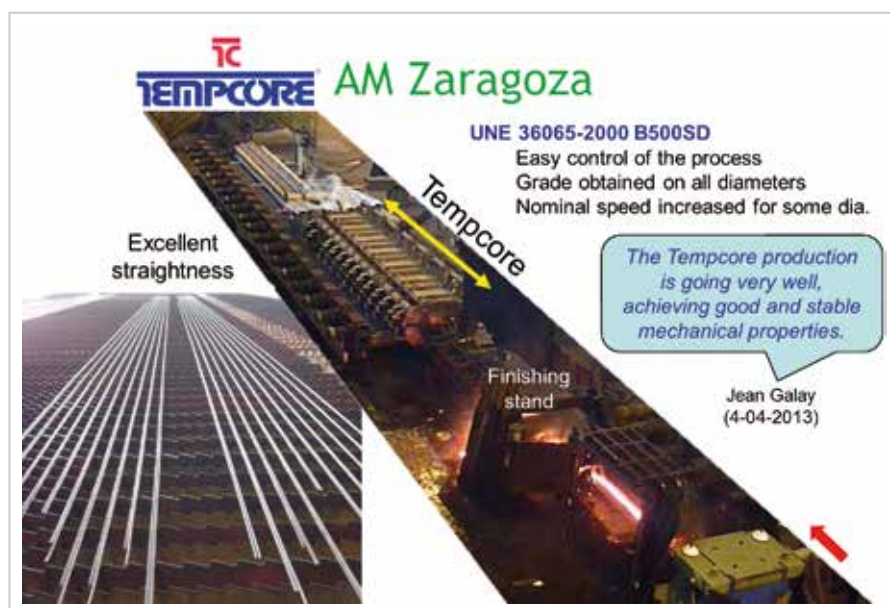 TC
TEMPCORE®
AM Zaragoza
UNE 36065-2000 B500SD
Easy control of the process
Grade obtained on all diameters
Nominal speed increased for some dia.
Tempcore
Excellent
straightness
The Tempcore production
is going very well,
achieving good and stable
mechanical properties.
Jean Galay
(4-04-2013)
Finishing
stand